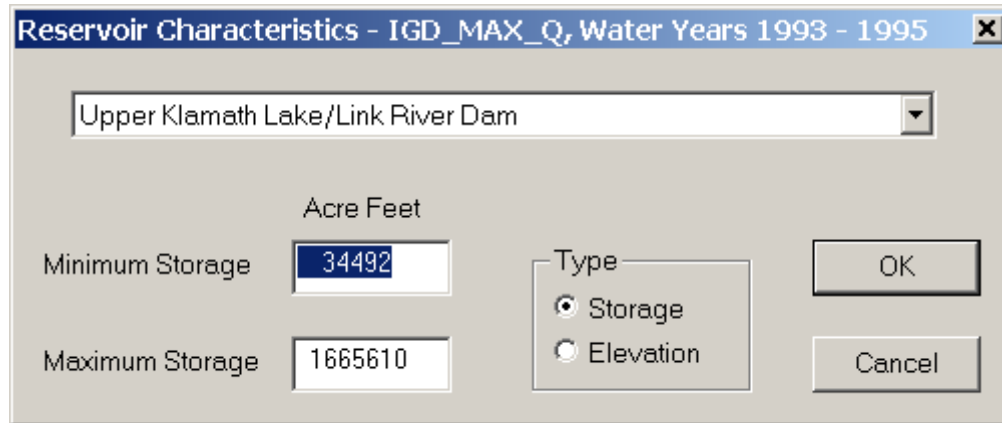 Reservoir Characteristics - IGD_MAX_Q, Water Years 1993 - 1995
Upper Klamath Lake/Link River Dam
Acre Feet
Minimum Storage 34492
Type
OK
Storage
Maximum Storage 1665610
Elevation
Cancel